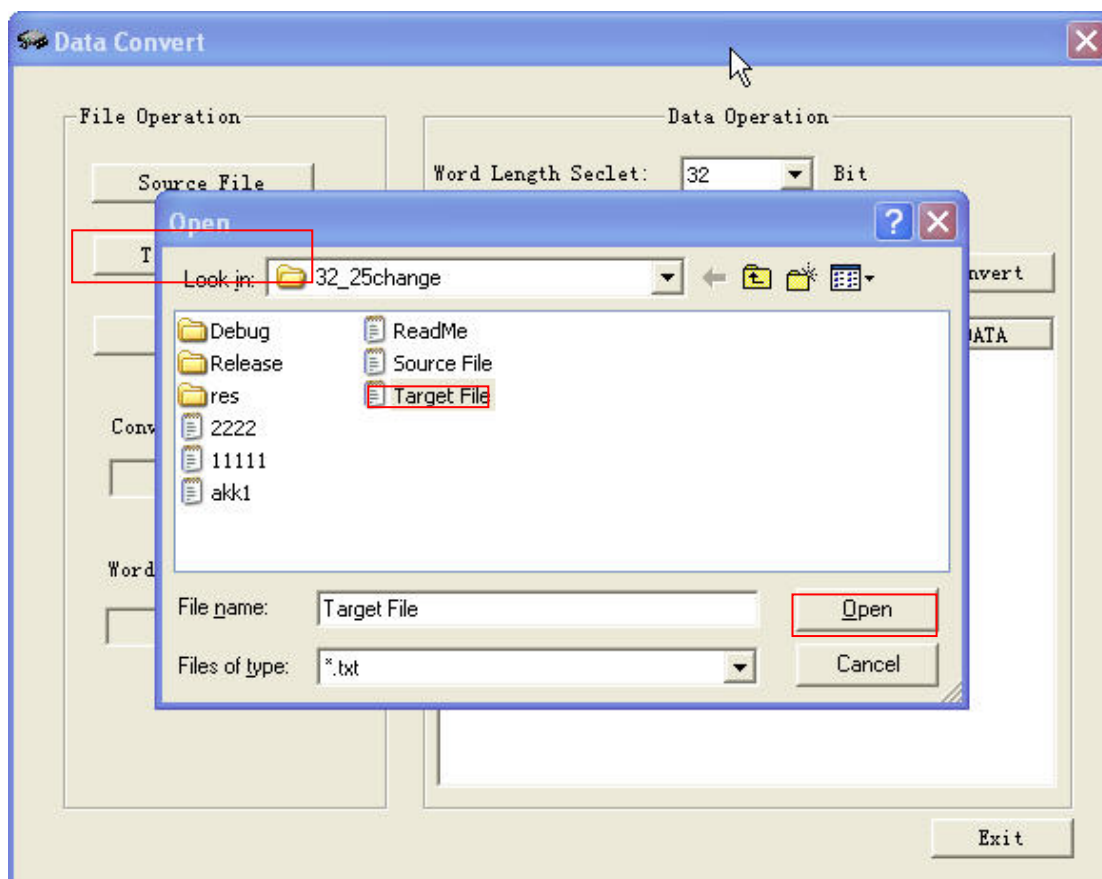 Data Convert
File Operation
Data Operation
Source File
Word Length Seclet: 32 Bit
Open
T
Look in: 32_25change
nvert
Debug
Release
res
2222
11111
akk1
ReadMe
Source File
Target File
DATA
Conv
Word
File name: Target File
Open
Files of type: *.txt
Cancel
Exit